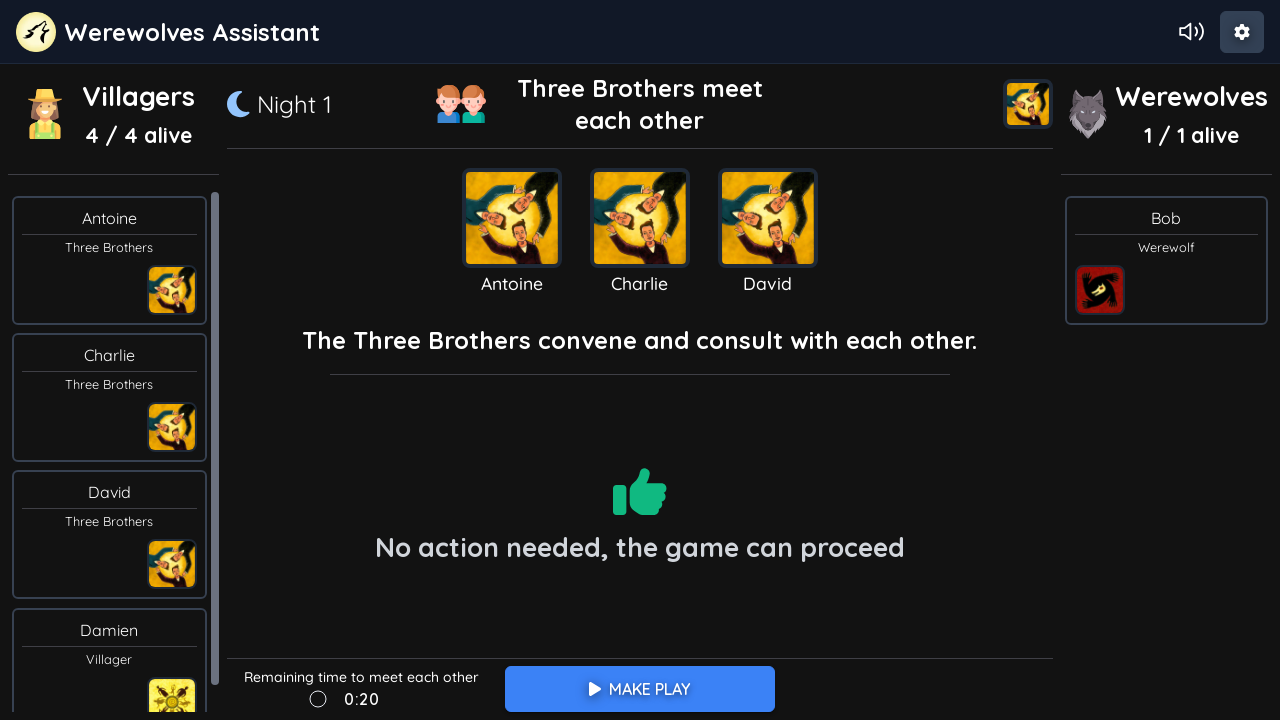 Werewolves Assistant
Villagers
4 / 4 alive
Night 1
Three Brothers meet
each other
Werewolves
1 / 1 alive
Antoine
Three Brothers
Charlie
Three Brothers
David
Three Brothers
Damien
Villager
Antoine
Charlie
David
The Three Brothers convene and consult with each other.
No action needed, the game can proceed
Remaining time to meet each other
0:20
MAKE PLAY
Bob
Werewolf